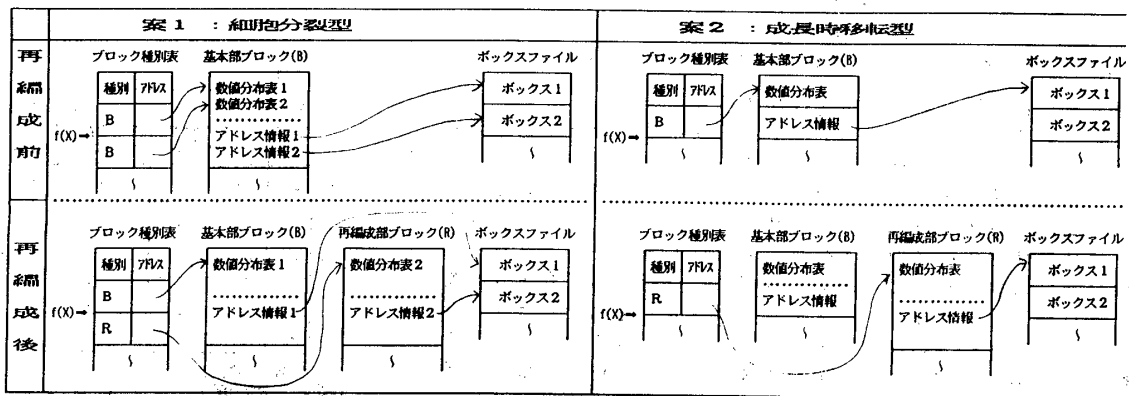 案1 : 細胞分裂型
案2 : 成長時移転型
再編成前
ブロック種別表 基本部ブロック(B) ボックスファイル
種別 アドレス
数値分布表1
数値分布表2
ボックス1
B
ボックス2
f(X)→
アドレス情報1
B
アドレス情報2
ブロック種別表 基本部ブロック(B) ボックスファイル
種別 アドレス
数値分布表
ボックス1
B
アドレス情報
ボックス2
f(X)→
再編成後
ブロック種別表 基本部ブロック(B) 再編成部ブロック(R) ボックスファイル
種別 アドレス
数値分布表1
数値分布表2
ボックス1
B
ボックス2
f(X)→
アドレス情報1
アドレス情報2
R
ブロック種別表 基本部ブロック(B) 再編成部ブロック(R) ボックスファイル
種別 アドレス
数値分布表
数値分布表
ボックス1
R
アドレス情報
ボックス2
f(X)→
アドレス情報